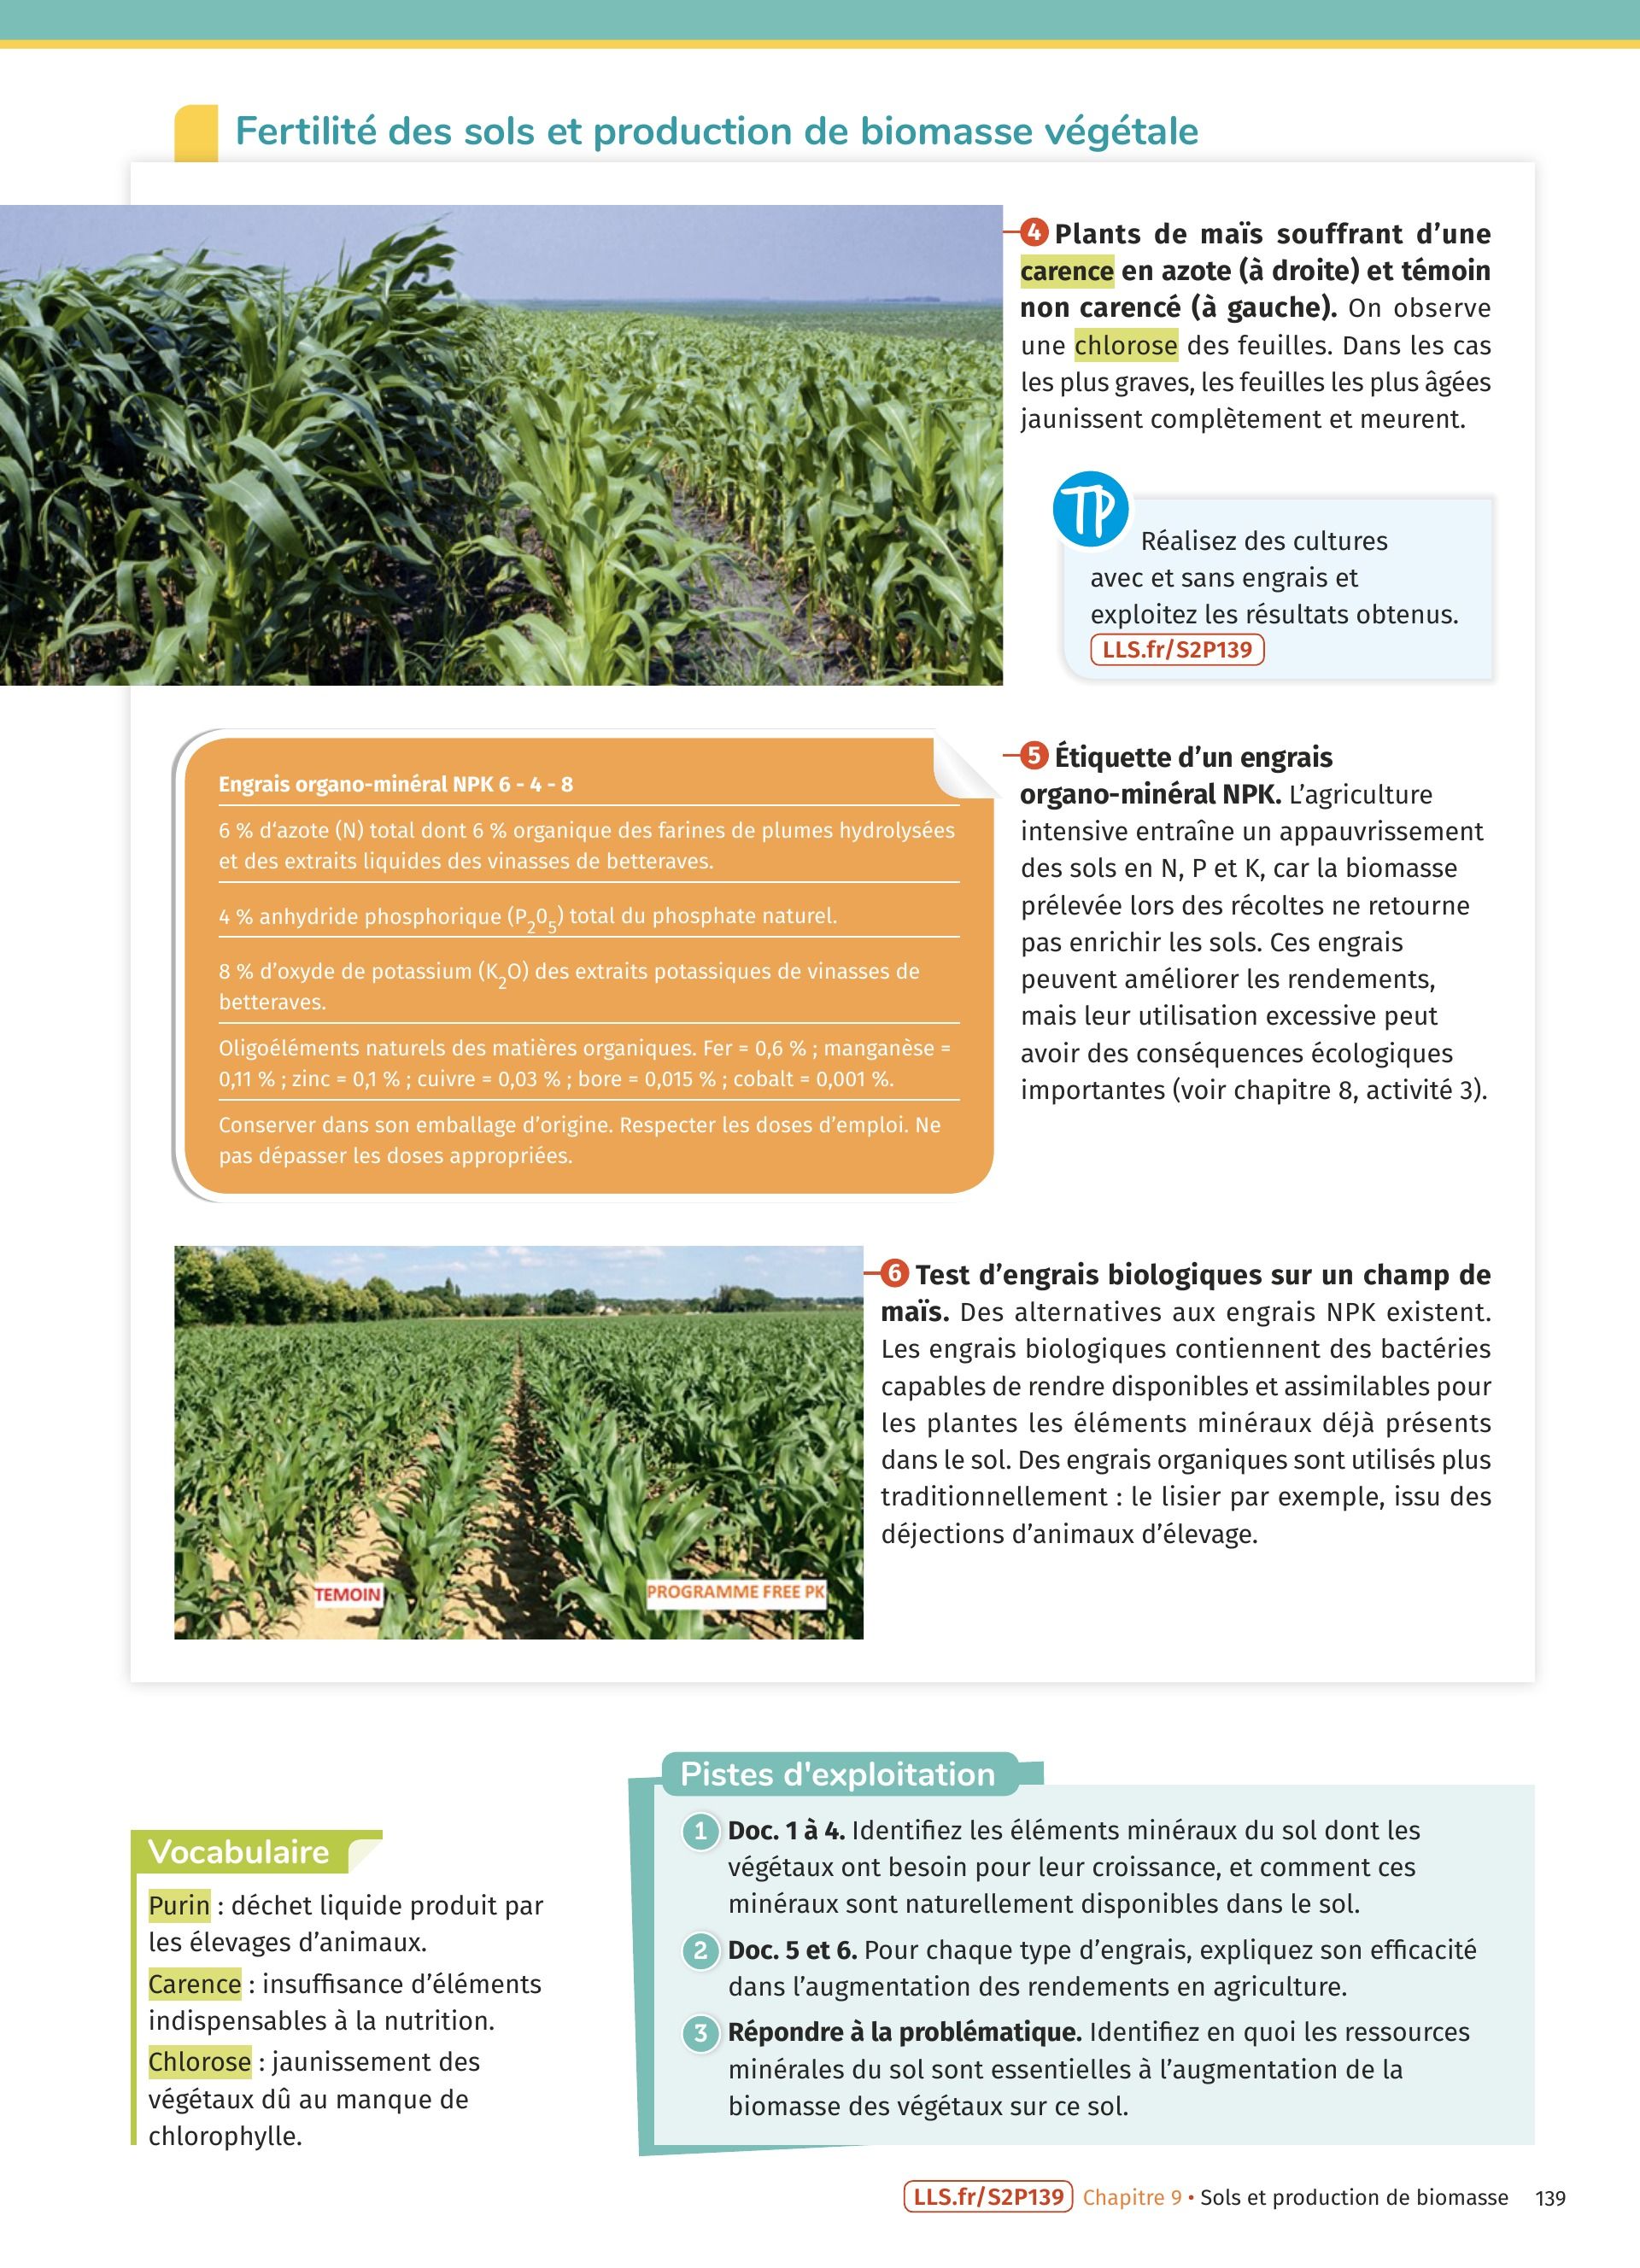 Fertilité des sols et production de biomasse végétale
4 Plants de maïs souffrant d’une
carence en azote (à droite) et témoin
non carencé (à gauche). On observe
une chlorose des feuilles. Dans les cas
les plus graves, les feuilles les plus âgées
jaunissent complètement et meurent.
TP
Réalisez des cultures
avec et sans engrais et
exploitez les résultats obtenus.
LLS.fr/S2P139
Engrais organo-minéral NPK 6 - 4 - 8
6 % d‘azote (N) total dont 6 % organique des farines de plumes hydrolysées
et des extraits liquides des vinasses de betteraves.
4 % anhydride phosphorique (P₂0₅) total du phosphate naturel.
8 % d’oxyde de potassium (K₂O) des extraits potassiques de vinasses de
betteraves.
Oligoéléments naturels des matières organiques. Fer = 0,6 % ; manganèse =
0,11 % ; zinc = 0,1 % ; cuivre = 0,03 % ; bore = 0,015 % ; cobalt = 0,001 %.
Conserver dans son emballage d’origine. Respecter les doses d’emploi. Ne
pas dépasser les doses appropriées.
5 Étiquette d’un engrais
organo-minéral NPK. L’agriculture
intensive entraîne un appauvrissement
des sols en N, P et K, car la biomasse
prélevée lors des récoltes ne retourne
pas enrichir les sols. Ces engrais
peuvent améliorer les rendements,
mais leur utilisation excessive peut
avoir des conséquences écologiques
importantes (voir chapitre 8, activité 3).
TEMOIN
PROGRAMME FREE PK
6 Test d’engrais biologiques sur un champ de
maïs. Des alternatives aux engrais NPK existent.
Les engrais biologiques contiennent des bactéries
capables de rendre disponibles et assimilables pour
les plantes les éléments minéraux déjà présents
dans le sol. Des engrais organiques sont utilisés plus
traditionnellement : le lisier par exemple, issu des
déjections d’animaux d’élevage.
Vocabulaire
Purin : déchet liquide produit par
les élevages d’animaux.
Carence : insuffisance d’éléments
indispensables à la nutrition.
Chlorose : jaunissement des
végétaux dû au manque de
chlorophylle.
Pistes d'exploitation
1 Doc. 1 à 4. Identifiez les éléments minéraux du sol dont les
végétaux ont besoin pour leur croissance, et comment ces
minéraux sont naturellement disponibles dans le sol.
2 Doc. 5 et 6. Pour chaque type d’engrais, expliquez son efficacité
dans l’augmentation des rendements en agriculture.
3 Répondre à la problématique. Identifiez en quoi les ressources
minérales du sol sont essentielles à l’augmentation de la
biomasse des végétaux sur ce sol.
LLS.fr/S2P139 Chapitre 9 • Sols et production de biomasse 139